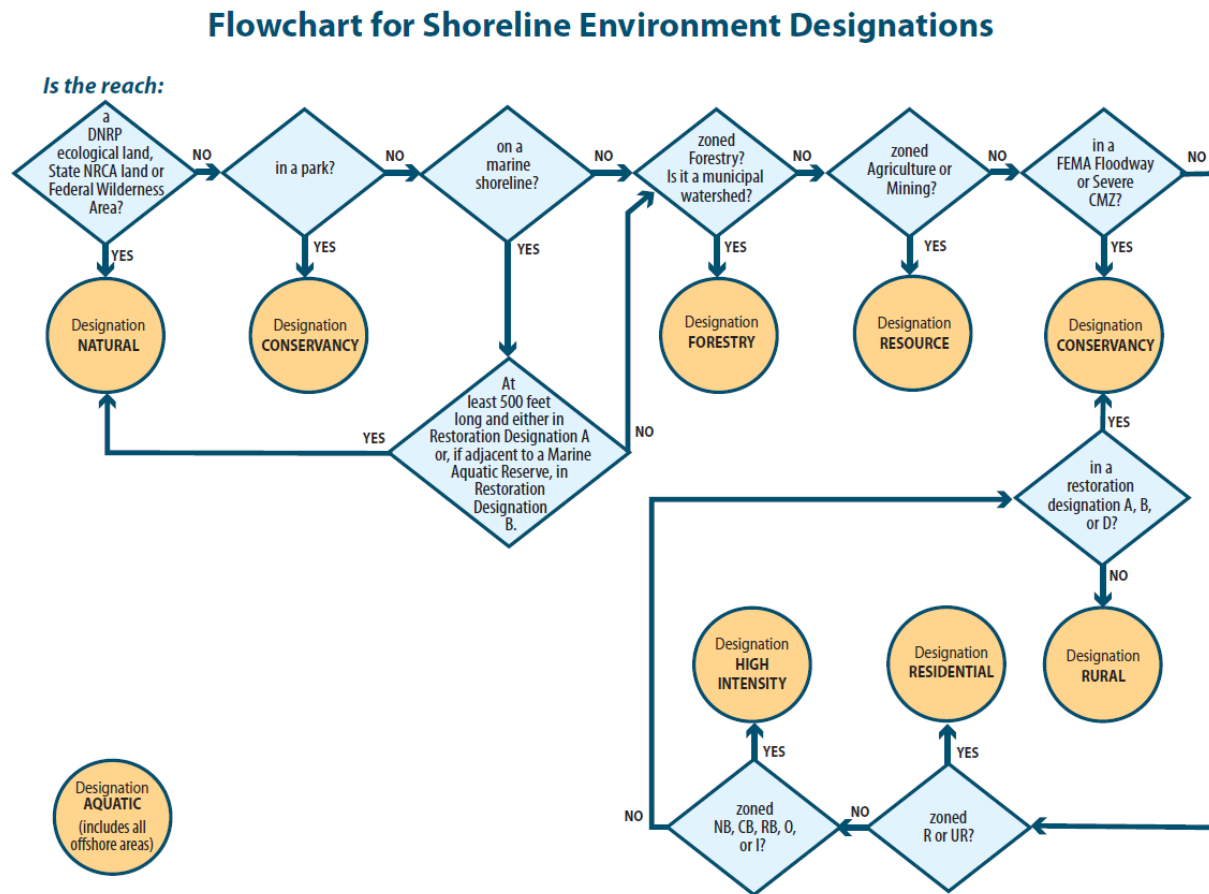 Flowchart for Shoreline Environment Designations
Is the reach:
a
DNRP
ecological land,
State NRCA land or
Federal Wilderness
Area?
NO
in a park?
NO
on a
marine
shoreline?
NO
zoned
Forestry?
Is it a municipal
watershed?
NO
zoned
Agriculture or
Mining?
NO
in a
FEMA Floodway
or Severe
CMZ?
NO
YES
YES
YES
YES
YES
YES
Designation
NATURAL
Designation
CONSERVANCY
Designation
FORESTRY
Designation
RESOURCE
Designation
CONSERVANCY
At
least 500 feet
long and either in
Restoration Designation A
or, if adjacent to a Marine
Aquatic Reserve, in
Restoration
Designation
B.
YES
NO
YES
in a
restoration
designation A, B,
or D?
NO
Designation
HIGH
INTENSITY
Designation
RESIDENTIAL
Designation
RURAL
YES
YES
Designation
AQUATIC
(includes all
offshore areas)
NO
zoned
NB, CB, RB, O,
or I?
NO
zoned
R or UR?